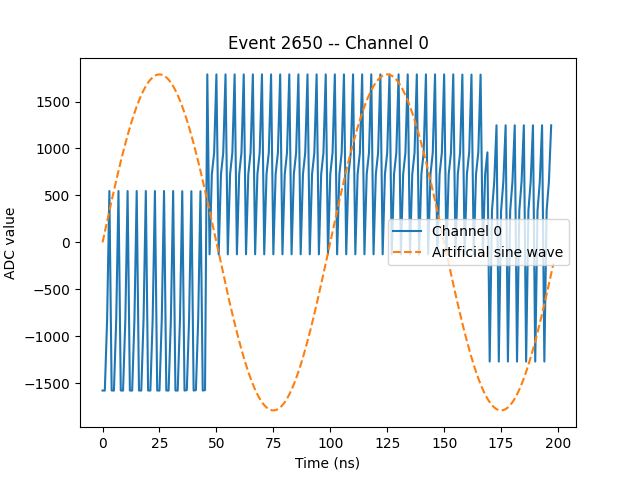 Event 2650 -- Channel 0
ADC value
1500
1000
500
0
−500
−1000
−1500
Channel 0
Artificial sine wave
0 25 50 75 100 125 150 175 200
Time (ns)